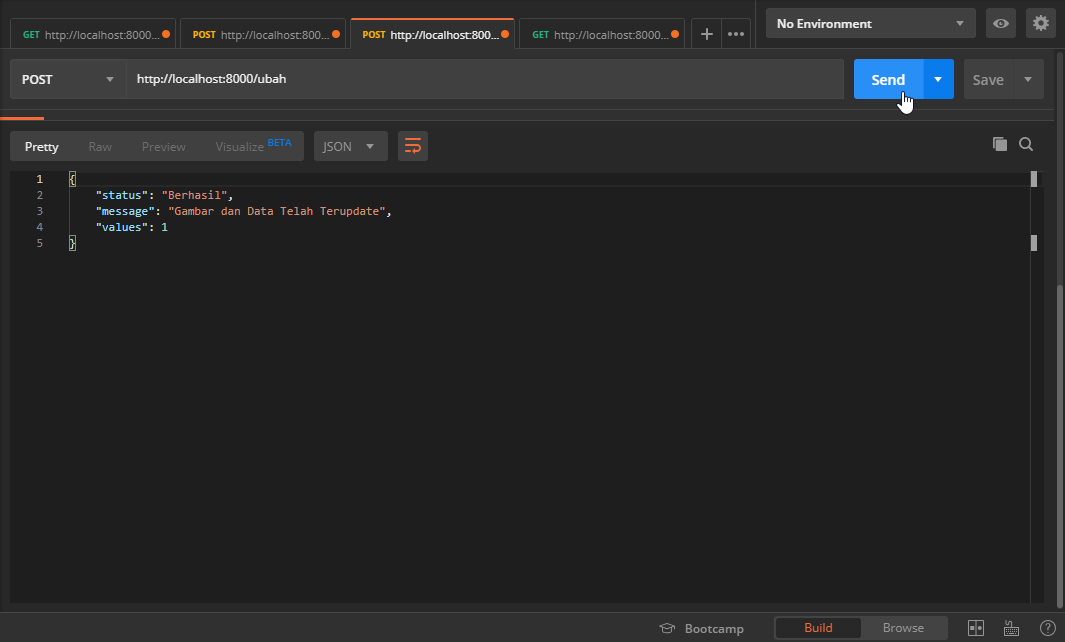 GET http://localhost:8000...
POST http://localhost:800...
POST http://localhost:800...
GET http://localhost:8000...
No Environment
POST http://localhost:8000/ubah
Send
Save
Pretty Raw Preview Visualize BETA JSON
1 {
2 "status": "Berhasil",
3 "message": "Gambar dan Data Telah Terupdate",
4 "values": 1
5 }
Bootcamp Build Browse